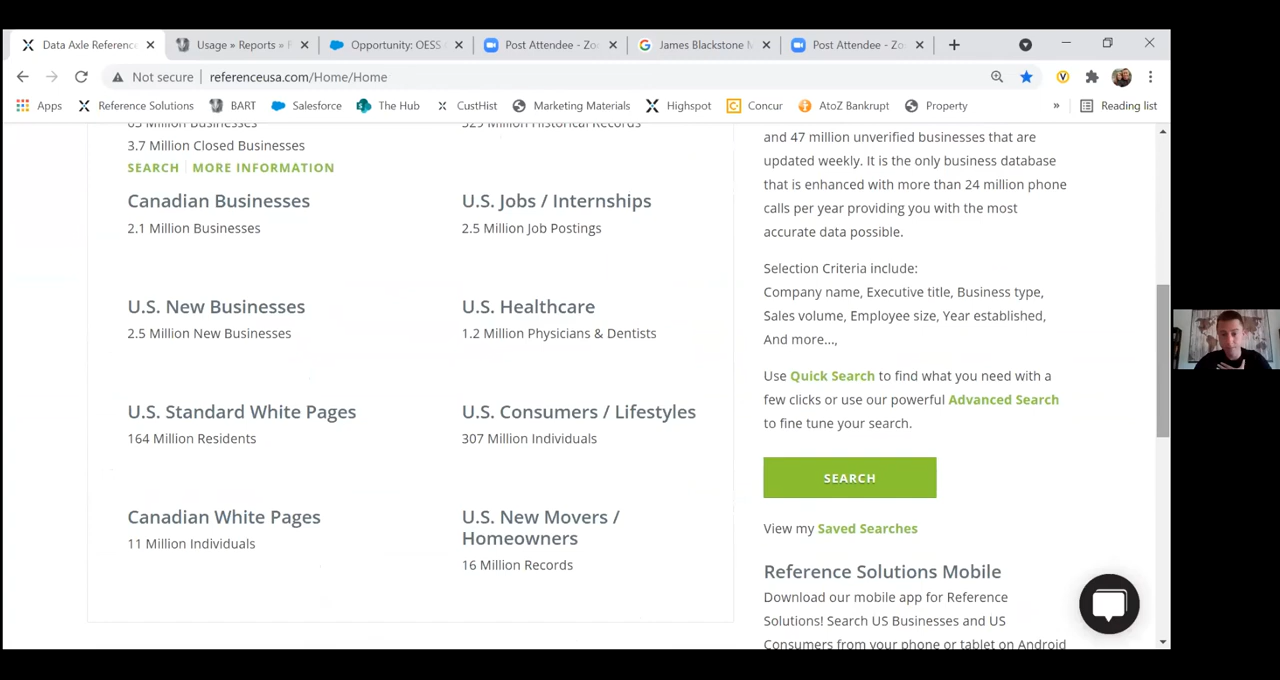 Data Axle Reference
Usage » Reports » R
Opportunity: OESS
Post Attendee - Zoo
James Blackstone M
Post Attendee - Zoo
Not secure referenceusa.com/Home/Home
Apps Reference Solutions BART Salesforce The Hub CustHist Marketing Materials Highspot Concur AtoZ Bankrupt Property » Reading list
3.7 Million Closed Businesses
SEARCH MORE INFORMATION
Canadian Businesses
2.1 Million Businesses
U.S. New Businesses
2.5 Million New Businesses
U.S. Standard White Pages
164 Million Residents
Canadian White Pages
11 Million Individuals
329 Million Historical Records
U.S. Jobs / Internships
2.5 Million Job Postings
U.S. Healthcare
1.2 Million Physicians & Dentists
U.S. Consumers / Lifestyles
307 Million Individuals
U.S. New Movers /
Homeowners
16 Million Records
and 47 million unverified businesses that are
updated weekly. It is the only business database
that is enhanced with more than 24 million phone
calls per year providing you with the most
accurate data possible.
Selection Criteria include:
Company name, Executive title, Business type,
Sales volume, Employee size, Year established,
And more...,
Use Quick Search to find what you need with a
few clicks or use our powerful Advanced Search
to fine tune your search.
SEARCH
View my Saved Searches
Reference Solutions Mobile
Download our mobile app for Reference
Solutions! Search US Businesses and US
Consumers from your phone or tablet on Android